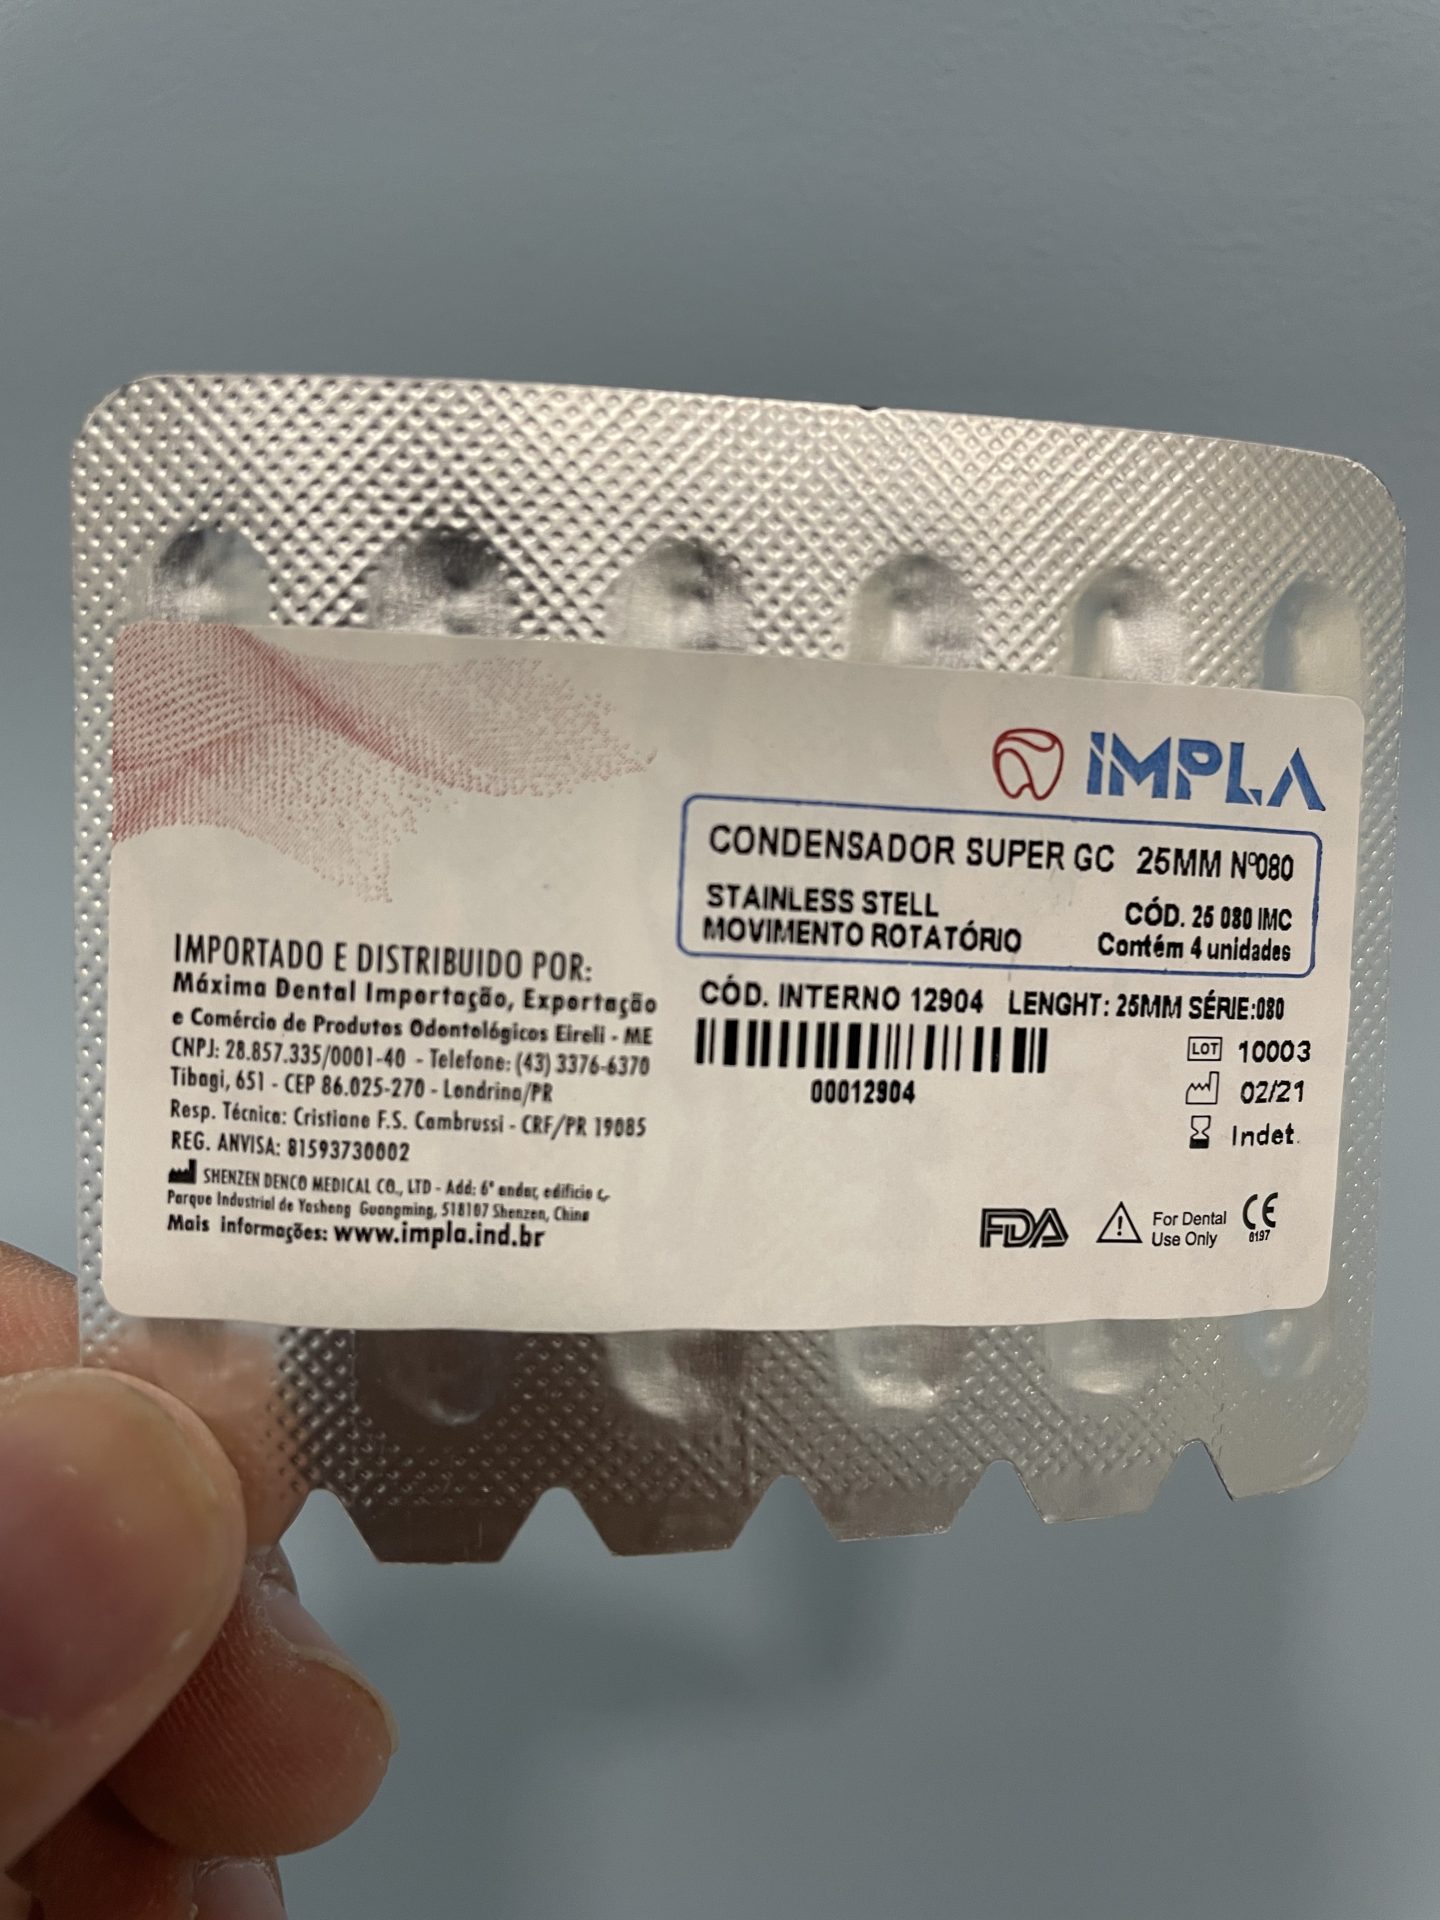 IMPLA
CONDENSADOR SUPER GC 25MM Nº080
STAINLESS STELL
MOVIMENTO ROTATÓRIO
CÓD. 25 080 IMC
Contém 4 unidades
CÓD. INTERNO 12904 LENGHT: 25MM SÉRIE:080
00012904
LOT 10003
02/21
Indet.
FDA
For Dental
Use Only
CE
0197
IMPORTADO E DISTRIBUIDO POR:
Máxima Dental Importação, Exportação
e Comércio de Produtos Odontológicos Eireli - ME
CNPJ: 28.857.335/0001-40 - Telefone: (43) 3376-6370
Tibagi, 651 - CEP 86.025-270 - Londrina/PR
Resp. Técnica: Cristiane F.S. Cambrussi - CRF/PR 19085
REG. ANVISA: 81593730002
SHENZEN DENCO MEDICAL CO., LTD - Add: 6º andar, edificio c,
Parque Industrial de Yasheng Guangming, 518107 Shenzen, China
Mais informações: www.impla.ind.br